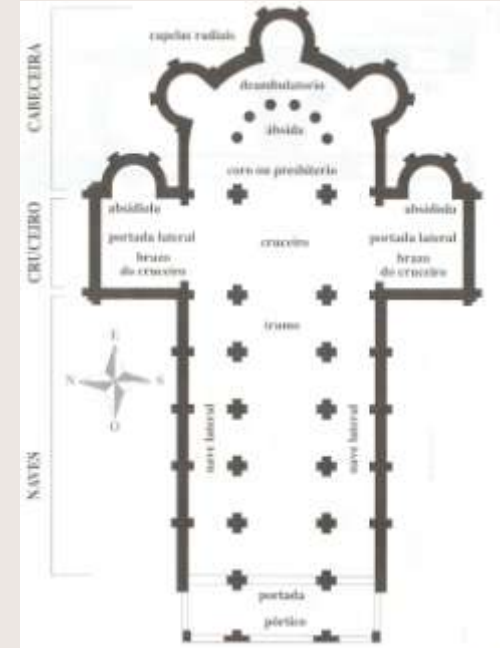 CABECEIRA
capelas radiais
deambulatorio
ábsida
coro ou presbiterio
CRUCEIRO
absidiola
absidiola
portada lateral
cruceiro
portada lateral
brazo
do cruceiro
brazo
do cruceiro
tramo
E
N
S
O
NAVES
nave lateral
nave lateral
portada
pórtico